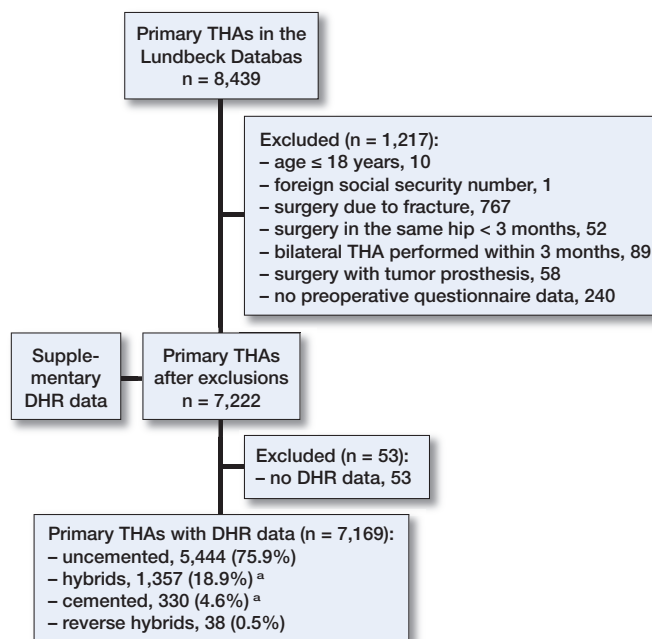 Primary THAs in the
Lundbeck Databas
n = 8,439
Excluded (n = 1,217):
– age ≤ 18 years, 10
– foreign social security number, 1
– surgery due to fracture, 767
– surgery in the same hip < 3 months, 52
– bilateral THA performed within 3 months, 89
– surgery with tumor prosthesis, 58
– no preoperative questionnaire data, 240
Supple-
mentary
DHR data
Primary THAs
after exclusions
n = 7,222
Excluded (n = 53):
– no DHR data, 53
Primary THAs with DHR data (n = 7,169):
– uncemented, 5,444 (75.9%)
– hybrids, 1,357 (18.9%) ᵃ
– cemented, 330 (4.6%) ᵃ
– reverse hybrids, 38 (0.5%)